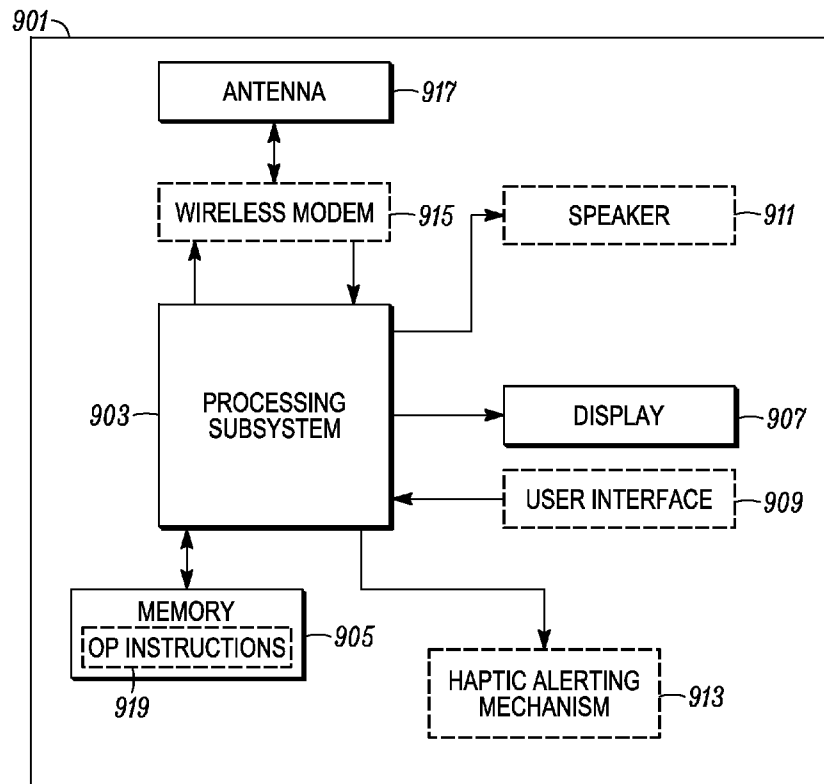 901
ANTENNA
917
WIRELESS MODEM
915
SPEAKER
911
903
PROCESSING
SUBSYSTEM
DISPLAY
907
USER INTERFACE
909
MEMORY
OP INSTRUCTIONS
905
919
HAPTIC ALERTING
MECHANISM
913